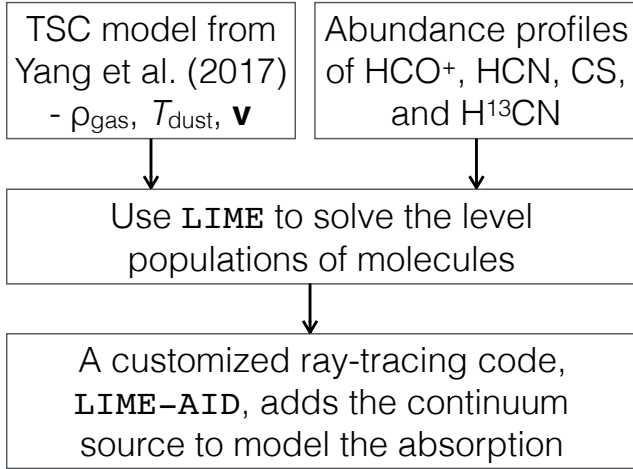 TSC model from
Yang et al. (2017)
- ρgas, Tdust, v
Abundance profiles
of HCO⁺, HCN, CS,
and H¹³CN
Use LIME to solve the level
populations of molecules
A customized ray-tracing code,
LIME-AID, adds the continuum
source to model the absorption